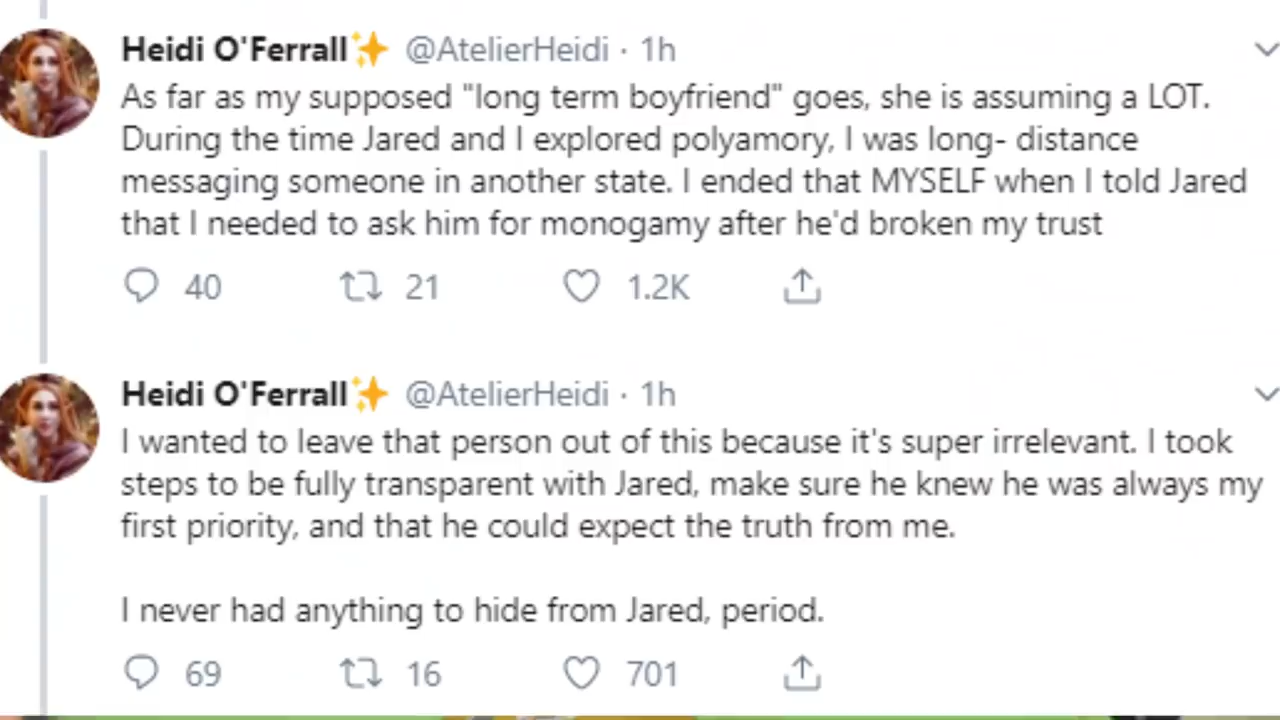 Heidi O'Ferrall✨ @AtelierHeidi · 1h
As far as my supposed "long term boyfriend" goes, she is assuming a LOT.
During the time Jared and I explored polyamory, I was long- distance
messaging someone in another state. I ended that MYSELF when I told Jared
that I needed to ask him for monogamy after he'd broken my trust
40 21 1.2K
Heidi O'Ferrall✨ @AtelierHeidi · 1h
I wanted to leave that person out of this because it's super irrelevant. I took
steps to be fully transparent with Jared, make sure he knew he was always my
first priority, and that he could expect the truth from me.
I never had anything to hide from Jared, period.
69 16 701